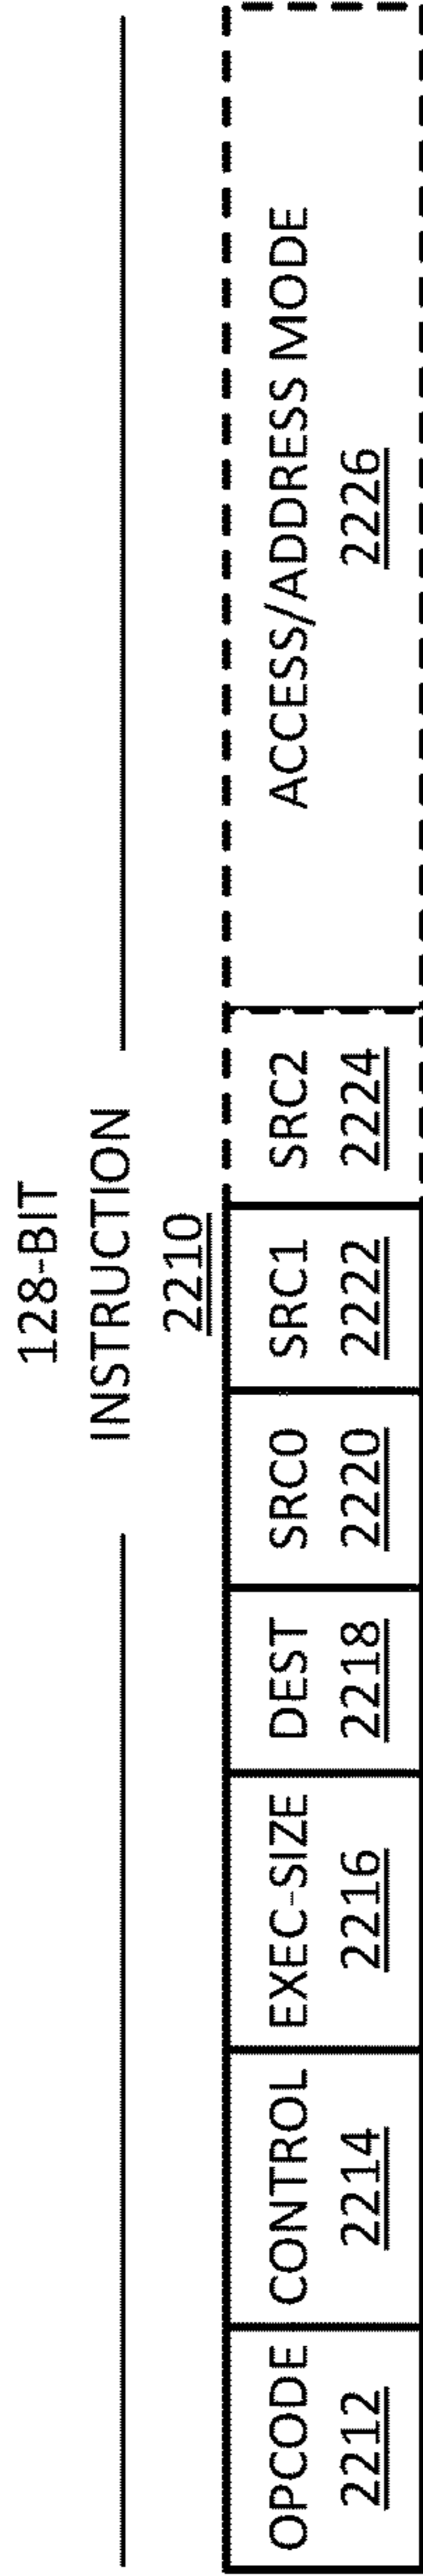 128-BIT
INSTRUCTION
2210
OPCODE
2212
CONTROL
2214
EXEC-SIZE
2216
DEST
2218
SRC0
2220
SRC1
2222
SRC2
2224
ACCESS/ADDRESS MODE
2226